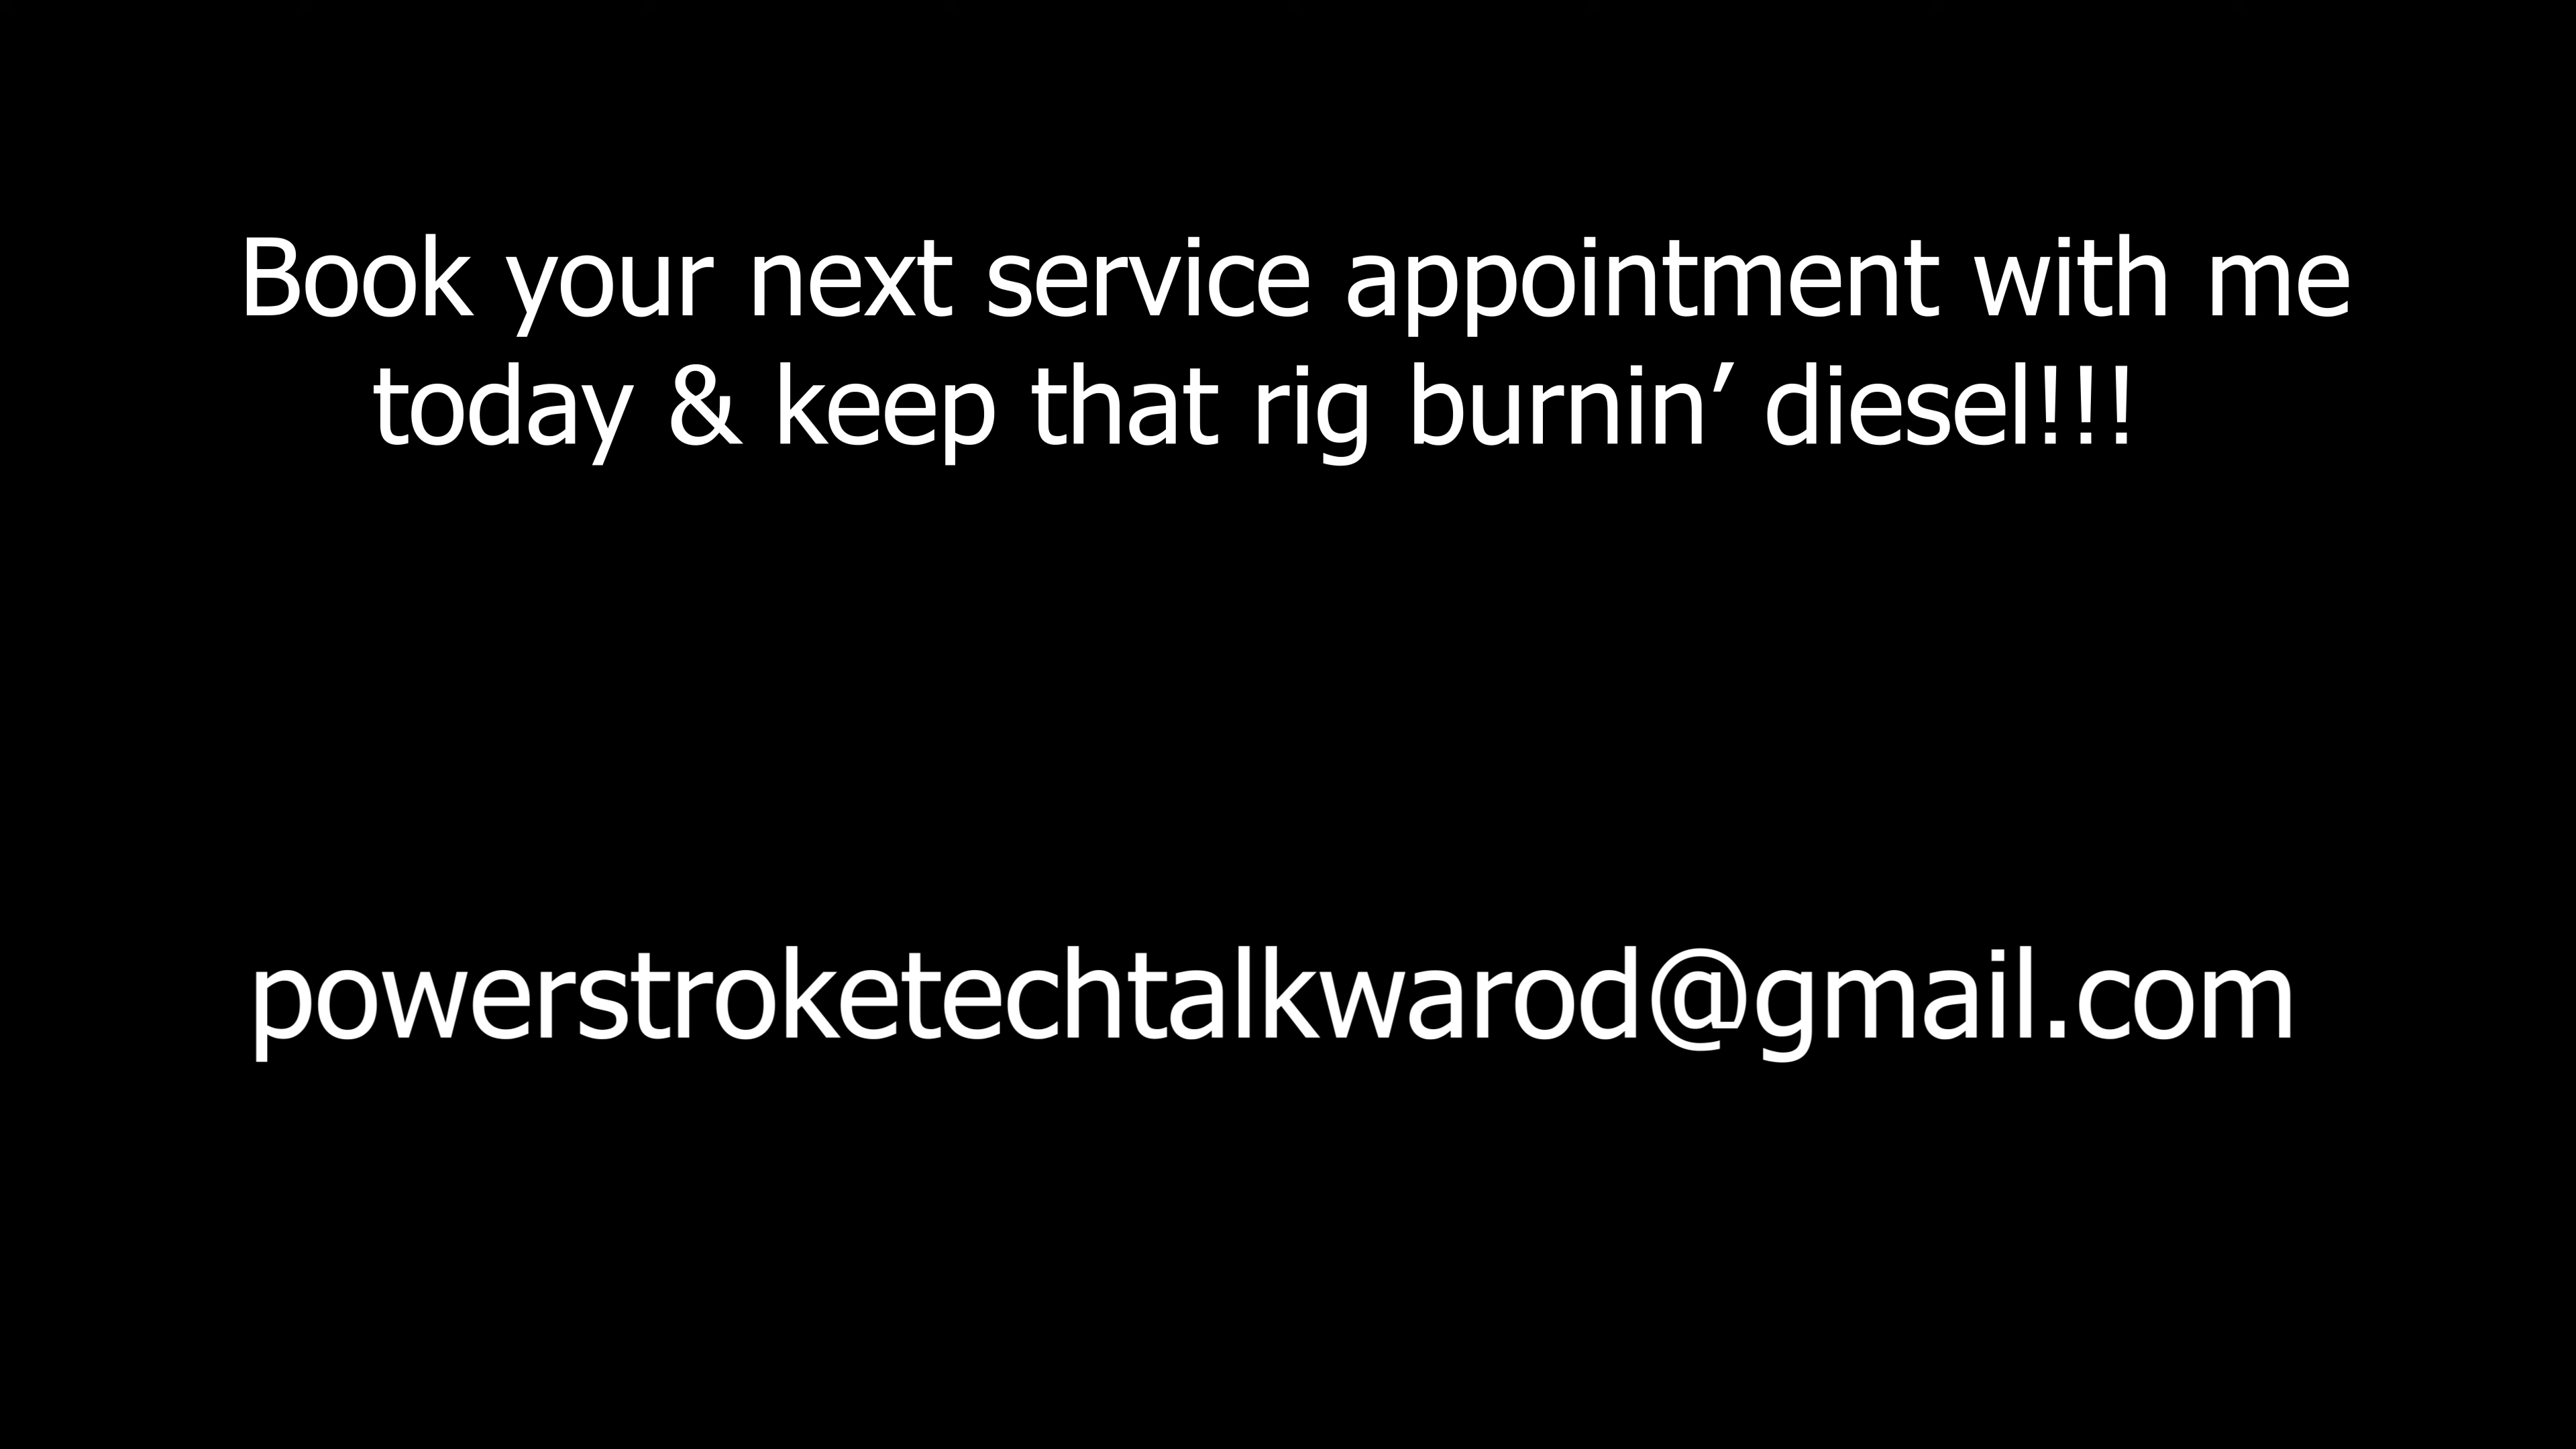 Book your next service appointment with me
today & keep that rig burnin’ diesel!!!
powerstroketechtalkwarod@gmail.com